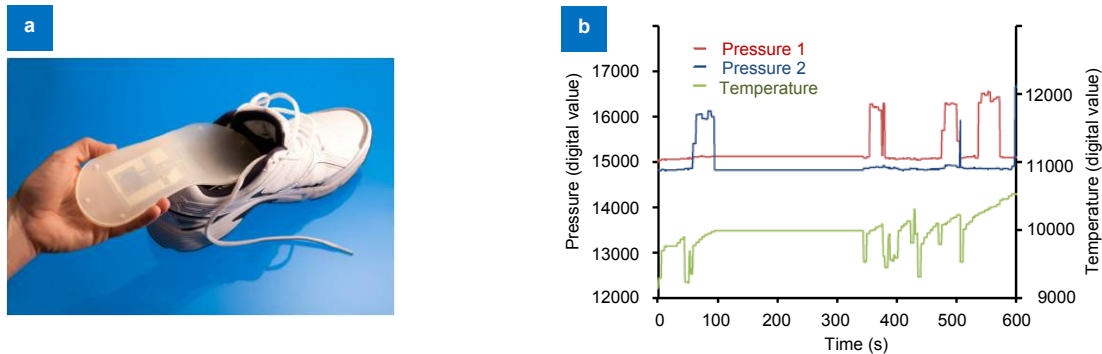 a
b
Pressure 1
Pressure 2
Temperature
Pressure (digital value)
17000
16000
15000
14000
13000
12000
12000
11000
10000
9000
Temperature (digital value)
0 100 200 300 400 500 600
Time (s)